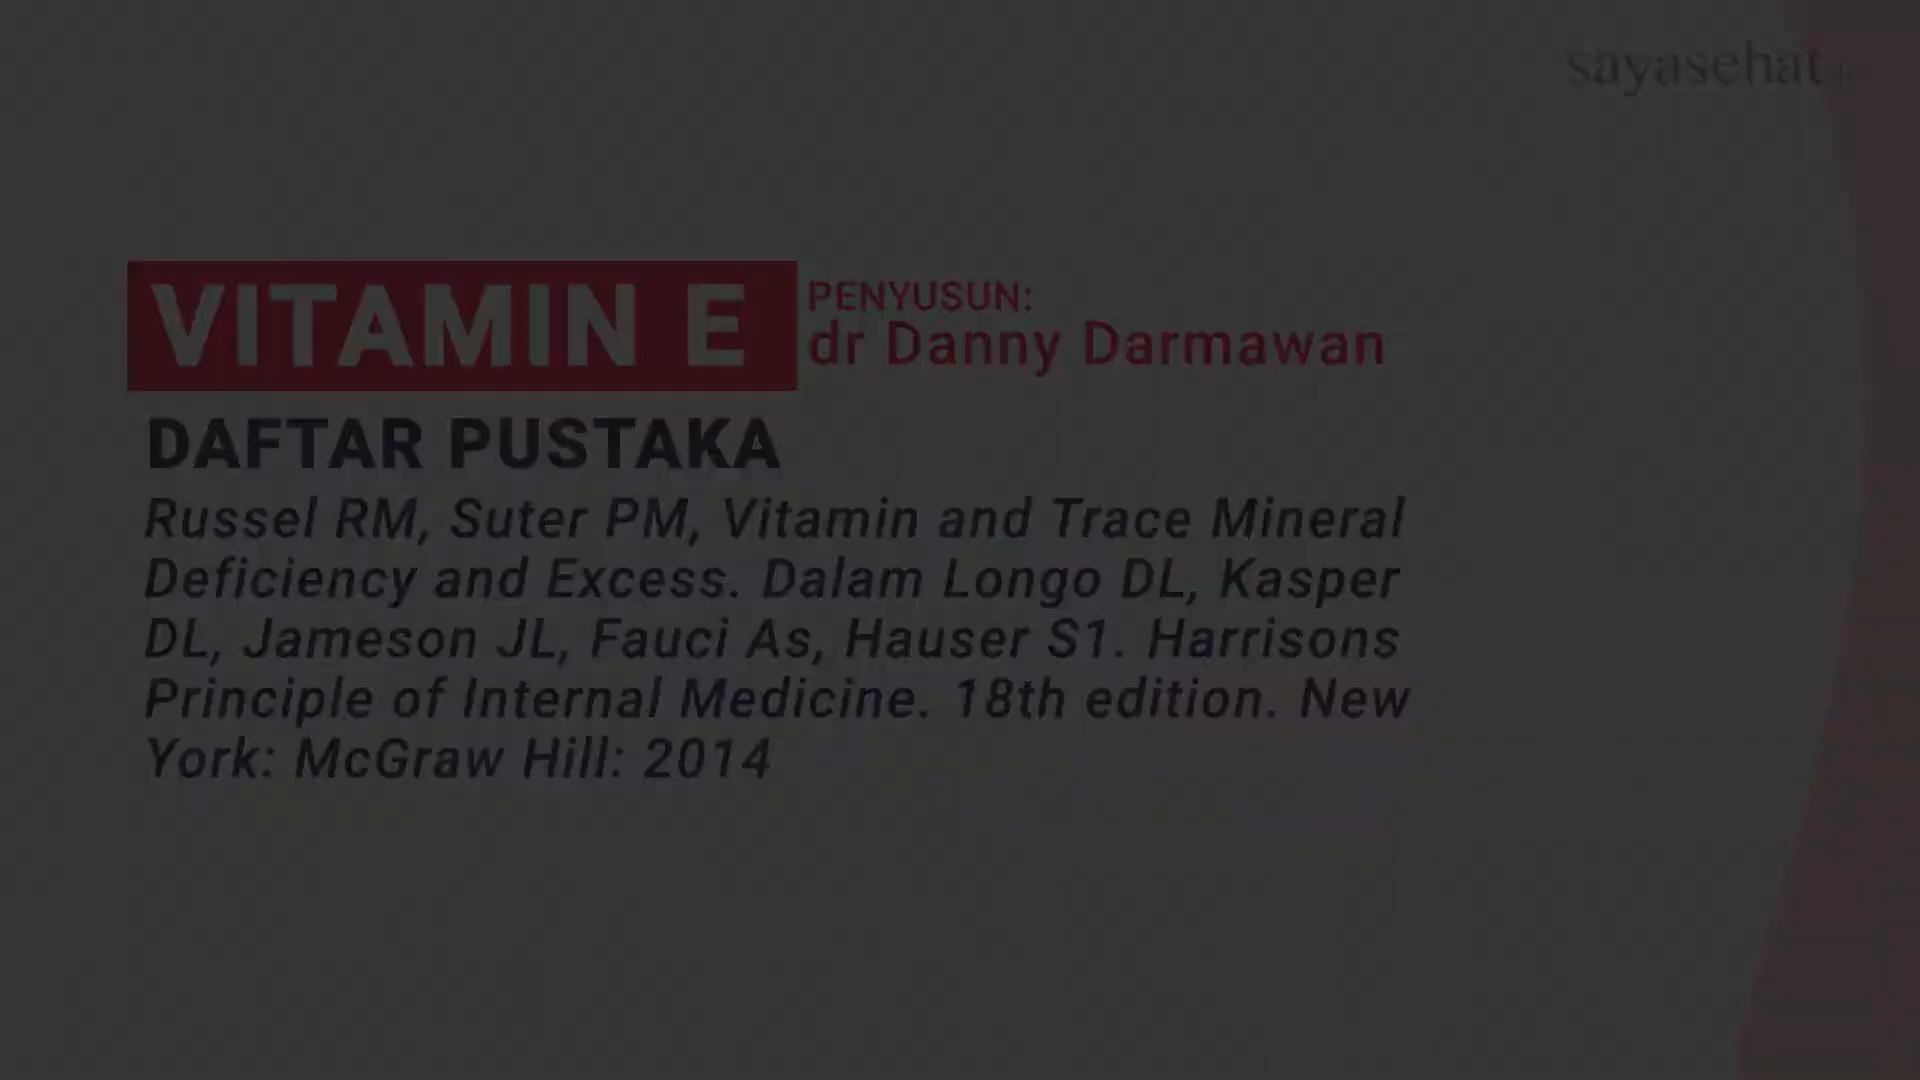 sayasehat
VITAMIN E
PENYUSUN:
dr Danny Darmawan
DAFTAR PUSTAKA
Russel RM, Suter PM, Vitamin and Trace Mineral
Deficiency and Excess. Dalam Longo DL, Kasper
DL, Jameson JL, Fauci As, Hauser S1. Harrisons
Principle of Internal Medicine. 18th edition. New
York: McGraw Hill: 2014